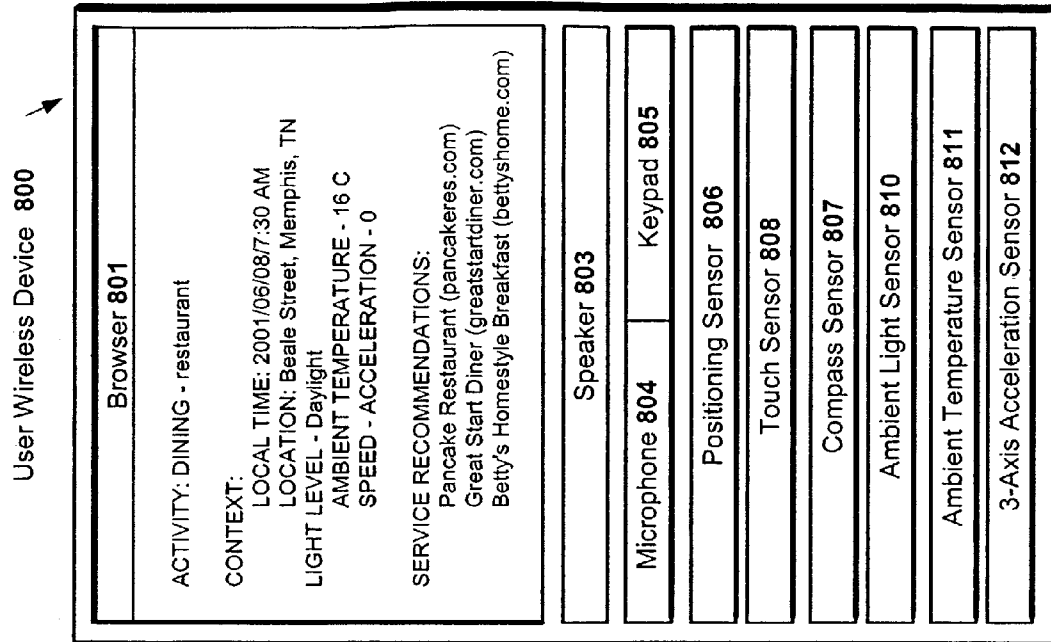 User Wireless Device 800
Browser 801
ACTIVITY: DINING - restaurant
CONTEXT:
LOCAL TIME: 2001/06/08/7:30 AM
LOCATION: Beale Street, Memphis, TN
LIGHT LEVEL - Daylight
AMBIENT TEMPERATURE - 16 C
SPEED - ACCELERATION - 0
SERVICE RECOMMENDATIONS:
Pancake Restaurant (pancakeres.com)
Great Start Diner (greatstartdiner.com)
Betty's Homestyle Breakfast (bettyshome.com)
Speaker 803
Microphone 804
Keypad 805
Positioning Sensor 806
Touch Sensor 808
Compass Sensor 807
Ambient Light Sensor 810
Ambient Temperature Sensor 811
3-Axis Acceleration Sensor 812